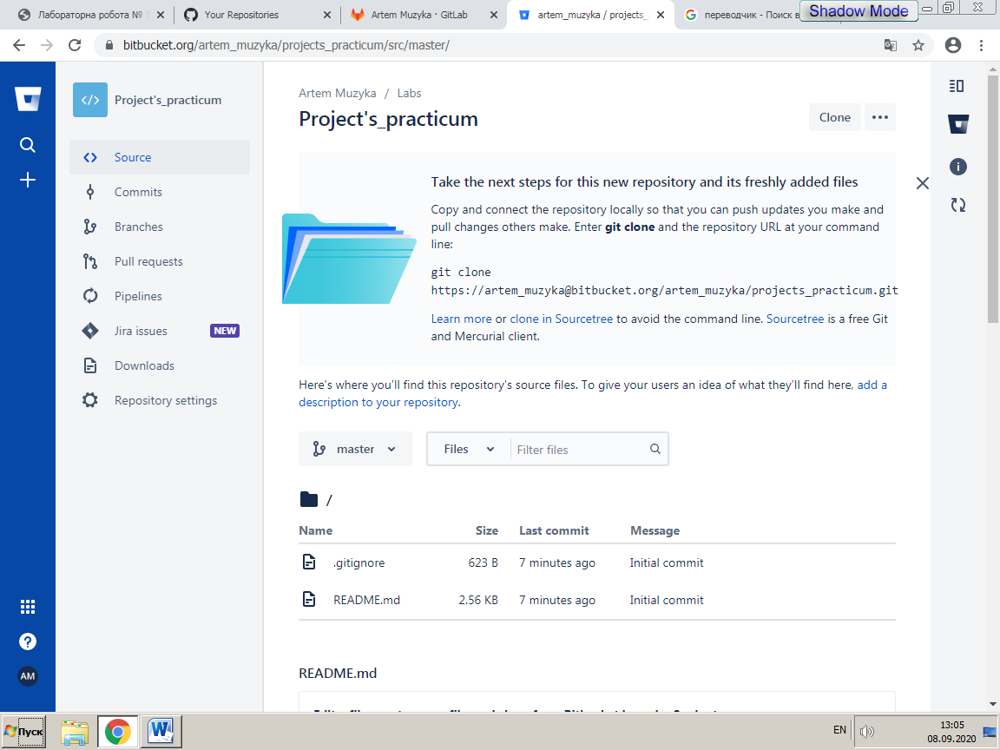 Лабораторна робота №
Your Repositories
Artem Muzyka · GitLab
artem_muzyka / projects_
переводчик - Поиск в
Shadow Mode
bitbucket.org/artem_muzyka/projects_practicum/src/master/
Project's_practicum
Source
Commits
Branches
Pull requests
Pipelines
Jira issues NEW
Downloads
Repository settings
AM
Artem Muzyka / Labs
Project's_practicum
Clone
Take the next steps for this new repository and its freshly added files
Copy and connect the repository locally so that you can push updates you make and
pull changes others make. Enter git clone and the repository URL at your command
line:
git clone
https://artem_muzyka@bitbucket.org/artem_muzyka/projects_practicum.git
Learn more or clone in Sourcetree to avoid the command line. Sourcetree is a free Git
and Mercurial client.
Here's where you'll find this repository's source files. To give your users an idea of what they'll find here, add a
description to your repository.
master Files Filter files
/
Name Size Last commit Message
.gitignore 623 B 7 minutes ago Initial commit
README.md 2.56 KB 7 minutes ago Initial commit
README.md
Пуск
EN
13:05
08.09.2020